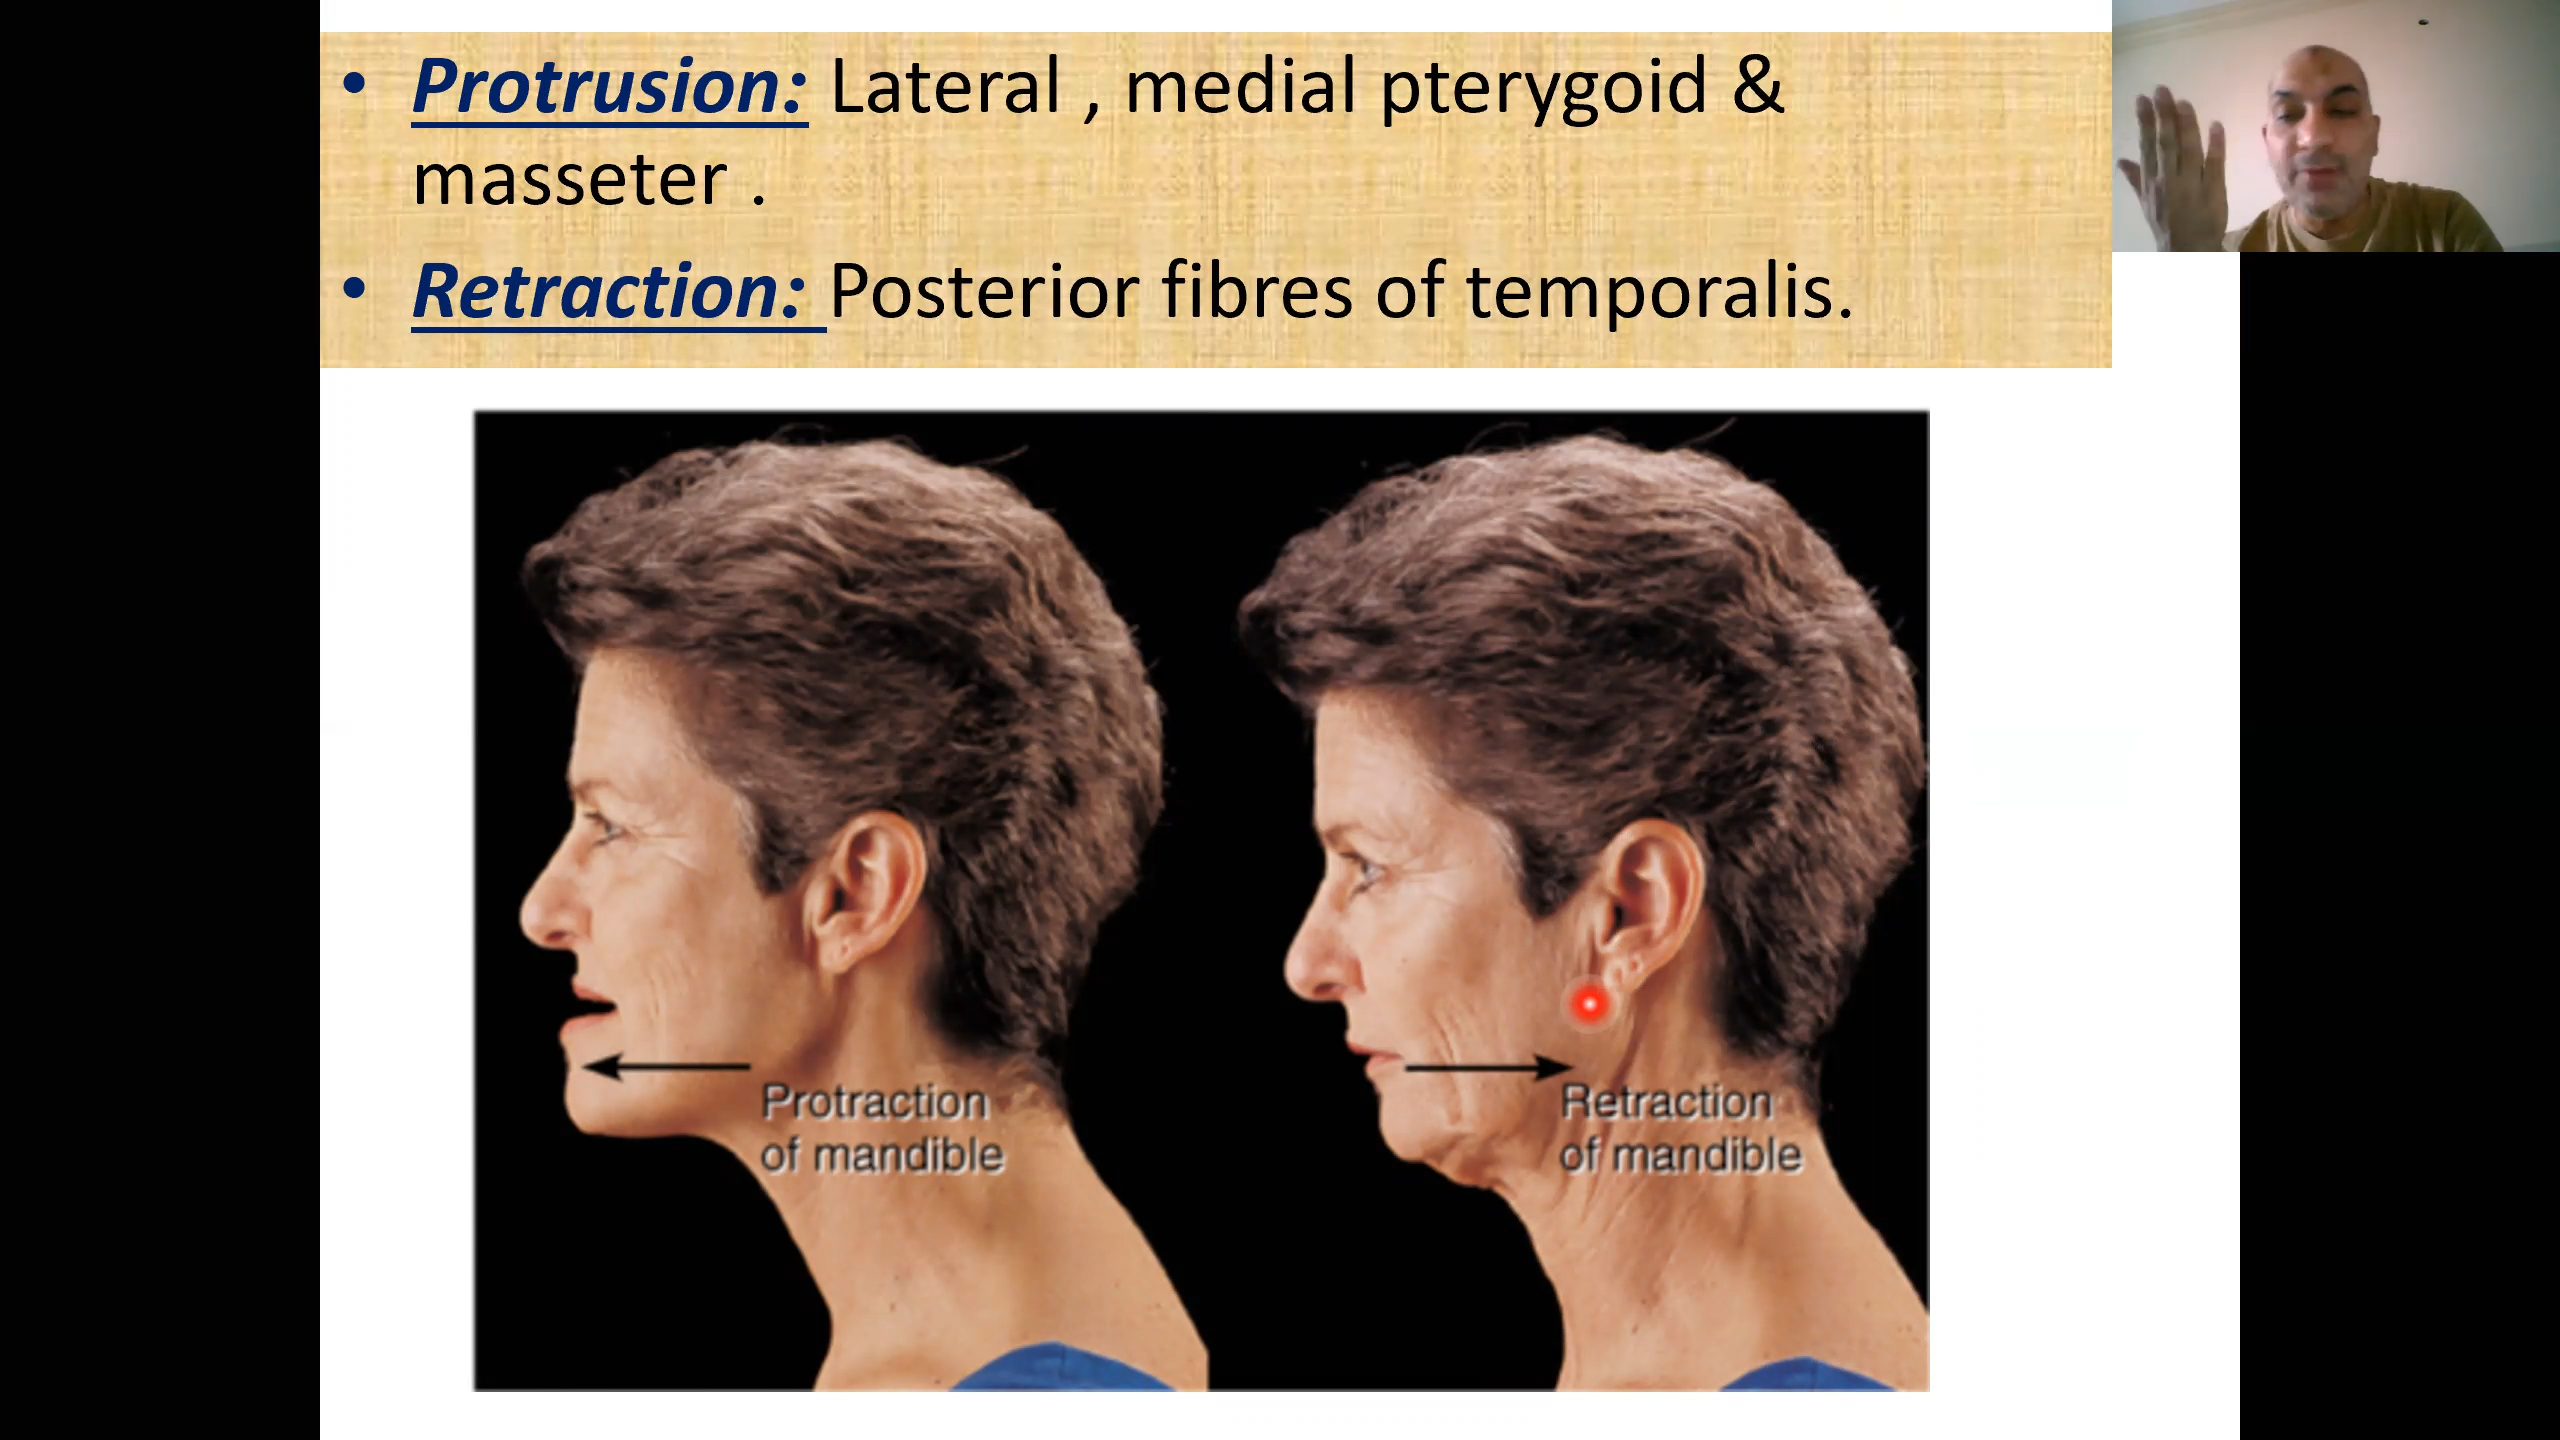 • Protrusion: Lateral , medial pterygoid &
masseter .
• Retraction: Posterior fibres of temporalis.
Protraction
of mandible
Retraction
of mandible